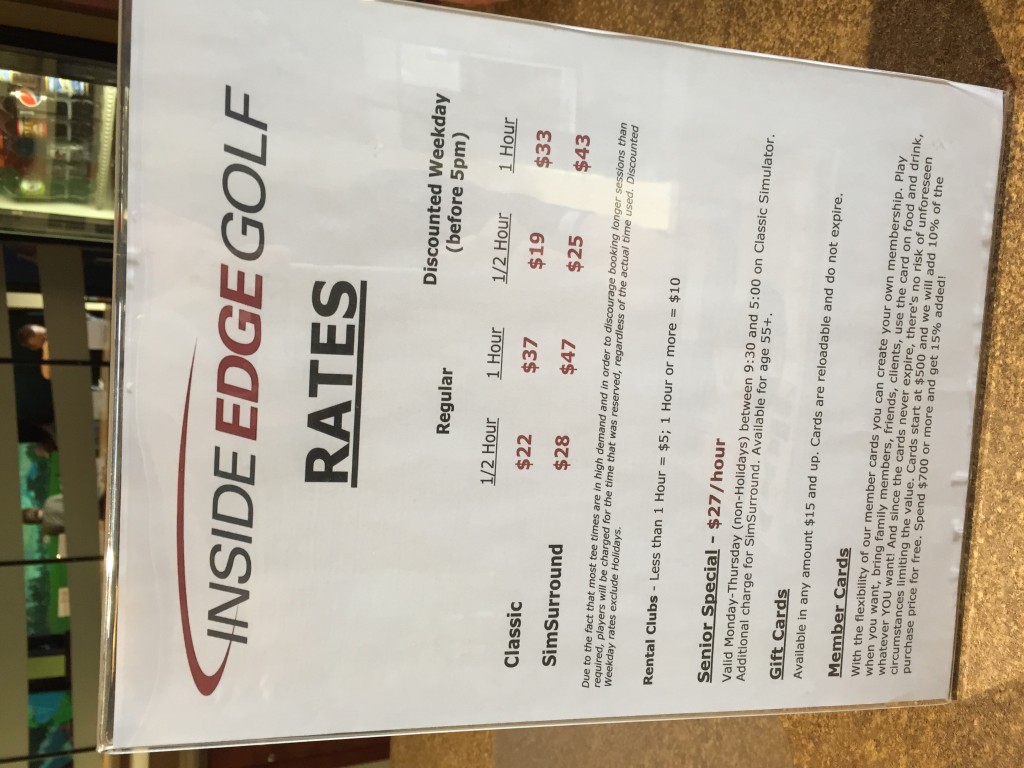 INSIDE EDGE GOLF
RATES
Regular Discounted Weekday
(before 5pm)
1/2 Hour 1 Hour 1/2 Hour 1 Hour
Classic $22 $37 $19 $33
SimSurround $28 $47 $25 $43
Due to the fact that most tee times are in high demand and in order to discourage booking longer sessions than
required, players will be charged for the time that was reserved, regardless of the actual time used. Discounted
Weekday rates exclude Holidays.
Rental Clubs - Less than 1 Hour = $5; 1 Hour or more = $10
Senior Special - $27/hour
Valid Monday-Thursday (non-Holidays) between 9:30 and 5:00 on Classic Simulator.
Additional charge for SimSurround. Available for age 55+.
Gift Cards
Available in any amount $15 and up. Cards are reloadable and do not expire.
Member Cards
With the flexibility of our member cards you can create your own membership. Play
when you want, bring family members, friends, clients, use the card on food and drink,
whatever YOU want! And since the cards never expire, there's no risk of unforeseen
circumstances limiting the value. Cards start at $500 and we will add 10% of the
purchase price for free. Spend $700 or more and get 15% added!